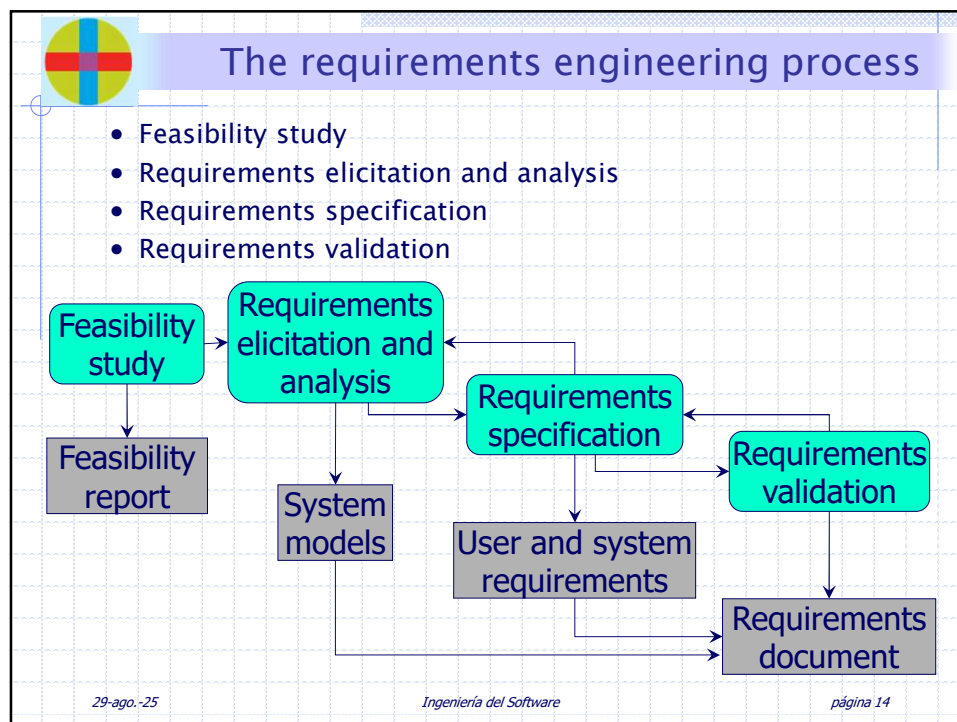 The requirements engineering process
• Feasibility study
• Requirements elicitation and analysis
• Requirements specification
• Requirements validation
Feasibility
study
Requirements
elicitation and
analysis
Requirements
specification
Requirements
validation
Feasibility
report
System
models
User and system
requirements
Requirements
document
29-ago.-25
Ingeniería del Software
página 14